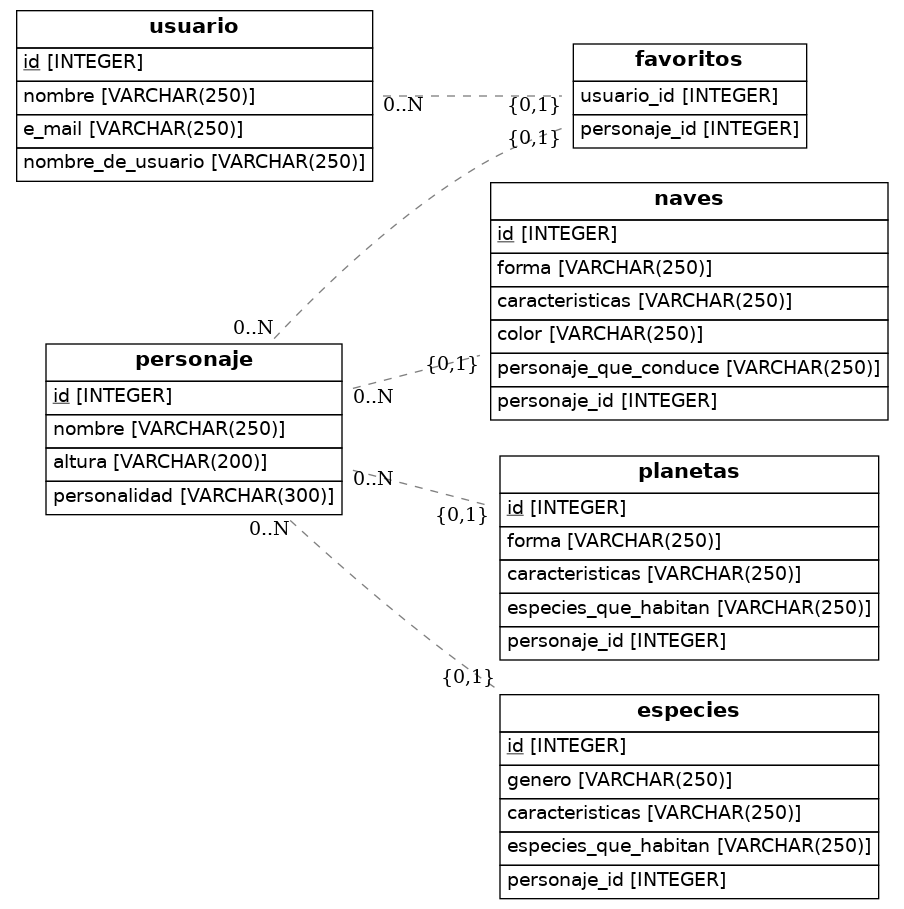 usuario
id [INTEGER]
nombre [VARCHAR(250)]
e_mail [VARCHAR(250)]
nombre_de_usuario [VARCHAR(250)]
0..N
{0,1}
favoritos
usuario_id [INTEGER]
personaje_id [INTEGER]
{0,1}
0..N
personaje
id [INTEGER]
nombre [VARCHAR(250)]
altura [VARCHAR(200)]
personalidad [VARCHAR(300)]
0..N
{0,1}
naves
id [INTEGER]
forma [VARCHAR(250)]
caracteristicas [VARCHAR(250)]
color [VARCHAR(250)]
personaje_que_conduce [VARCHAR(250)]
personaje_id [INTEGER]
0..N
{0,1}
planetas
id [INTEGER]
forma [VARCHAR(250)]
caracteristicas [VARCHAR(250)]
especies_que_habitan [VARCHAR(250)]
personaje_id [INTEGER]
0..N
{0,1}
especies
id [INTEGER]
genero [VARCHAR(250)]
caracteristicas [VARCHAR(250)]
especies_que_habitan [VARCHAR(250)]
personaje_id [INTEGER]